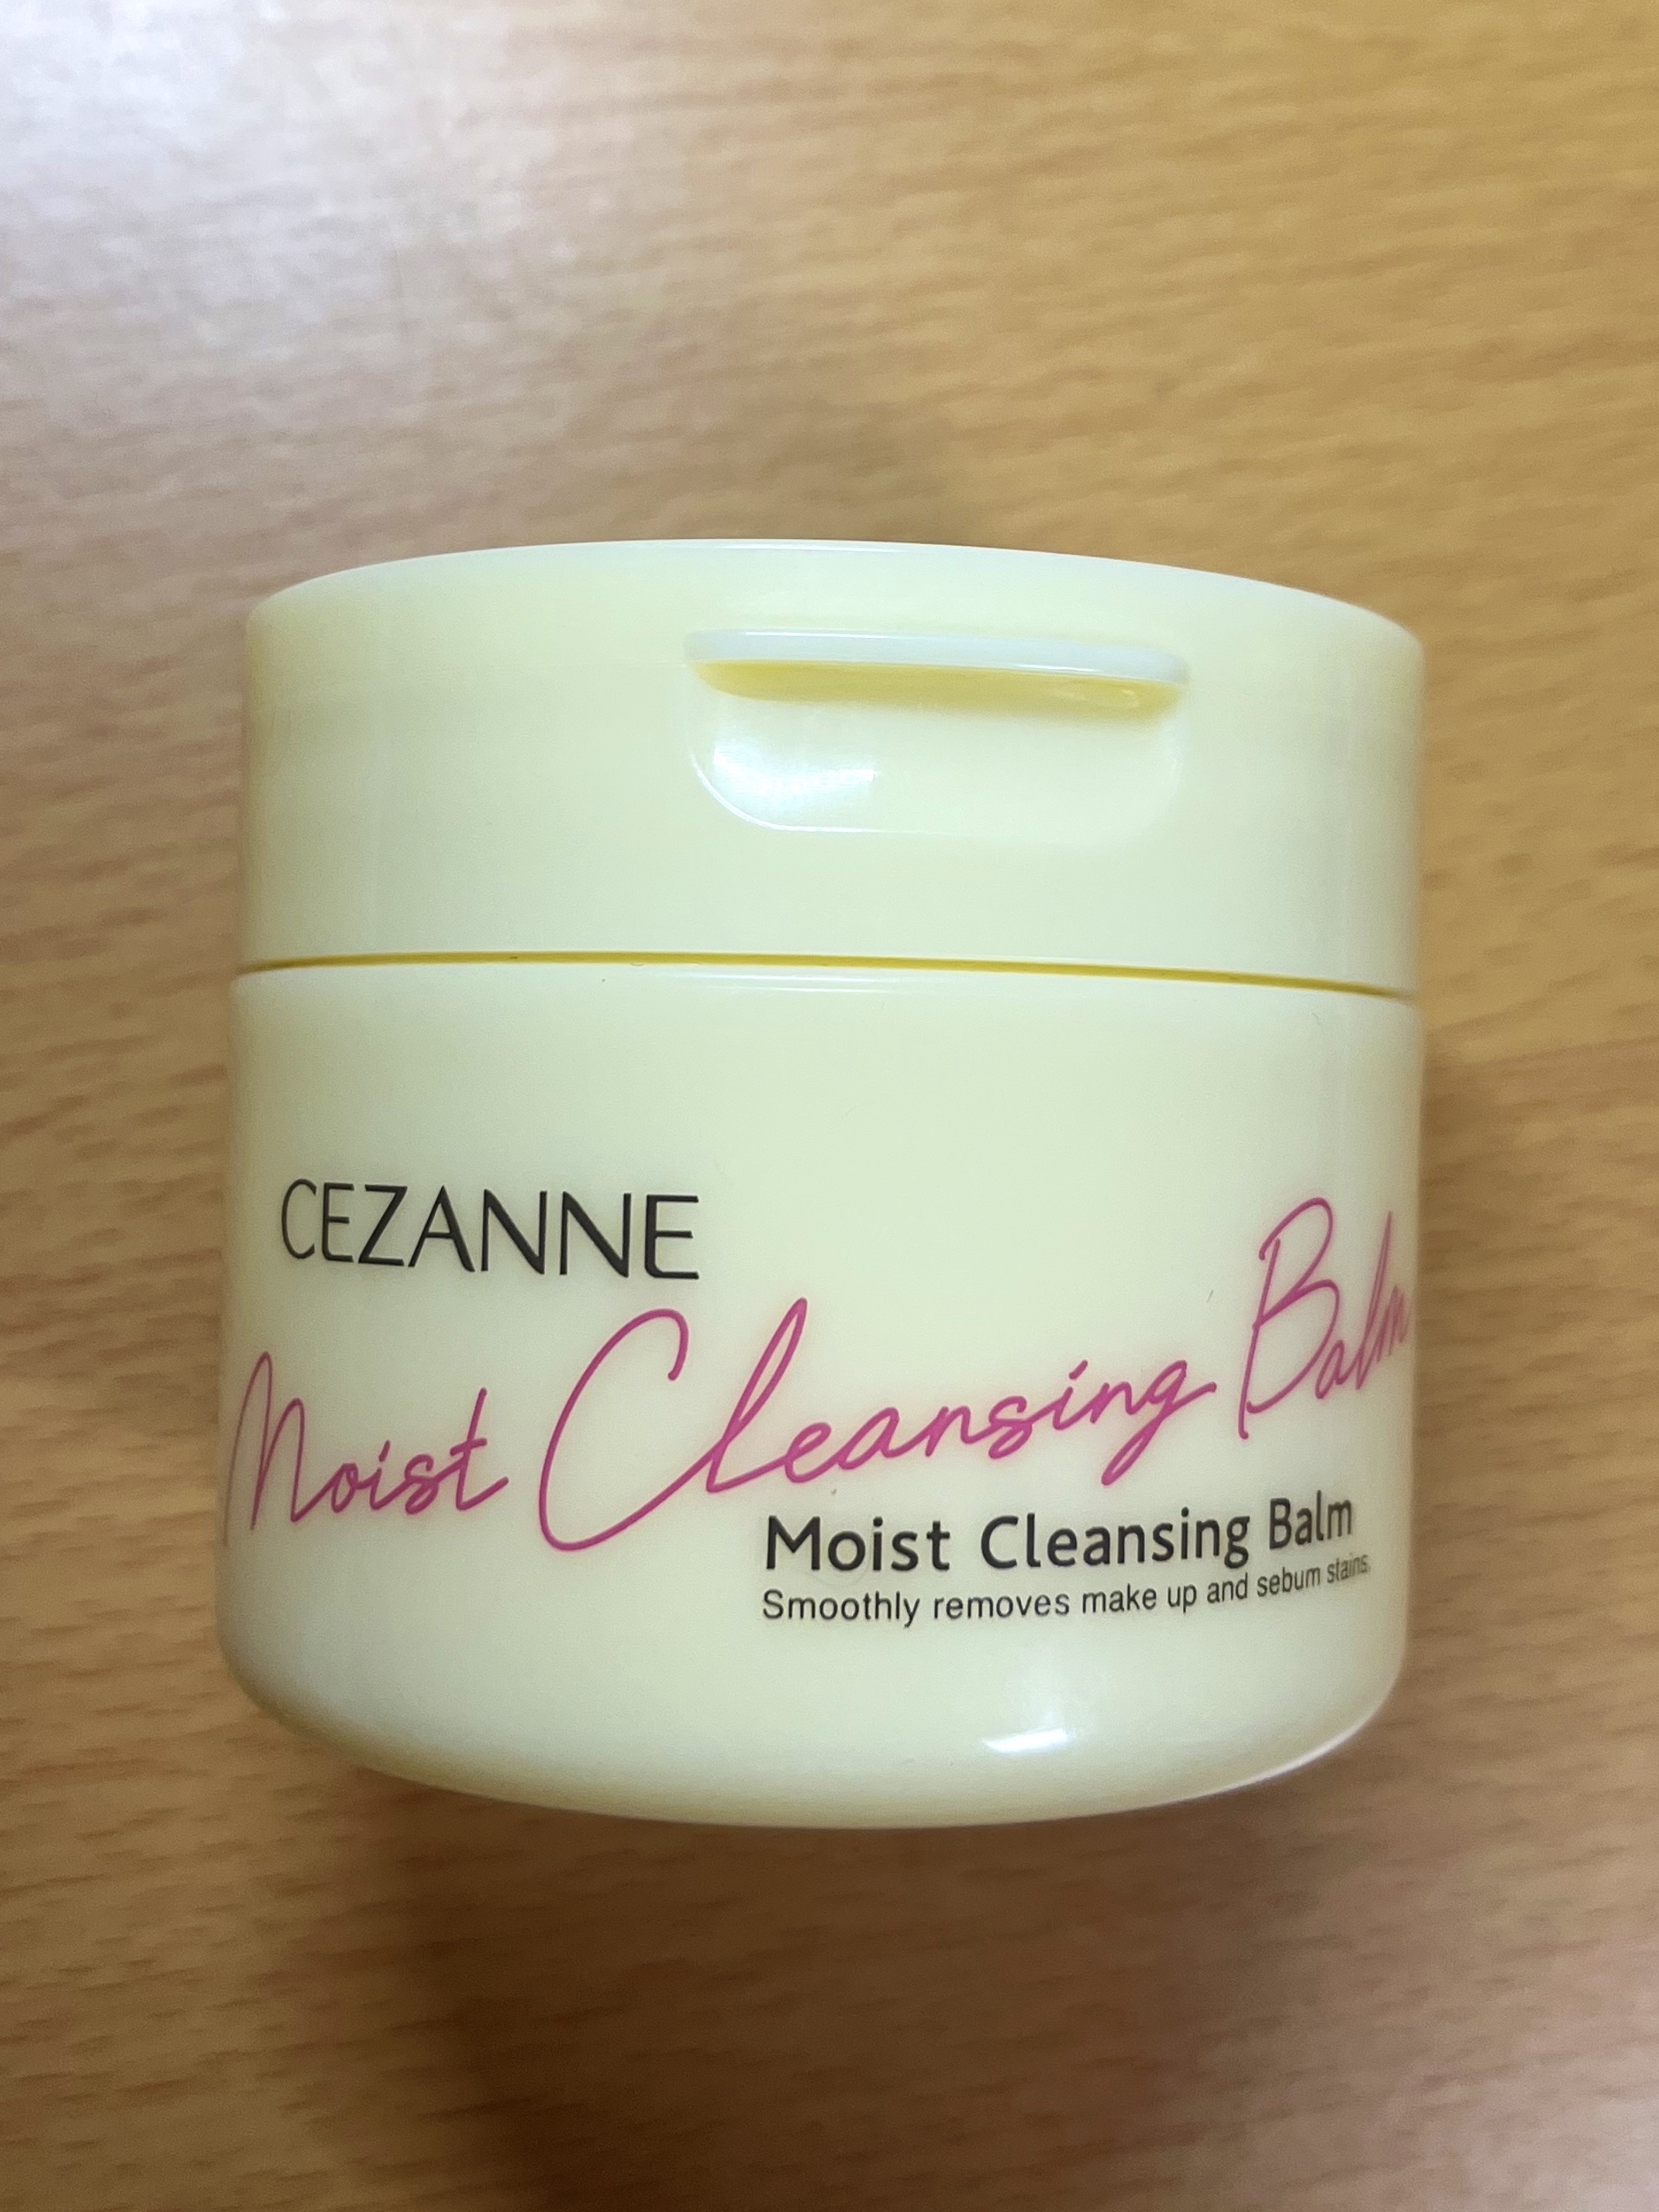 CEZANNE
Moist Cleansing Balm
Moist Cleansing Balm
Smoothly removes make up and sebum stains.